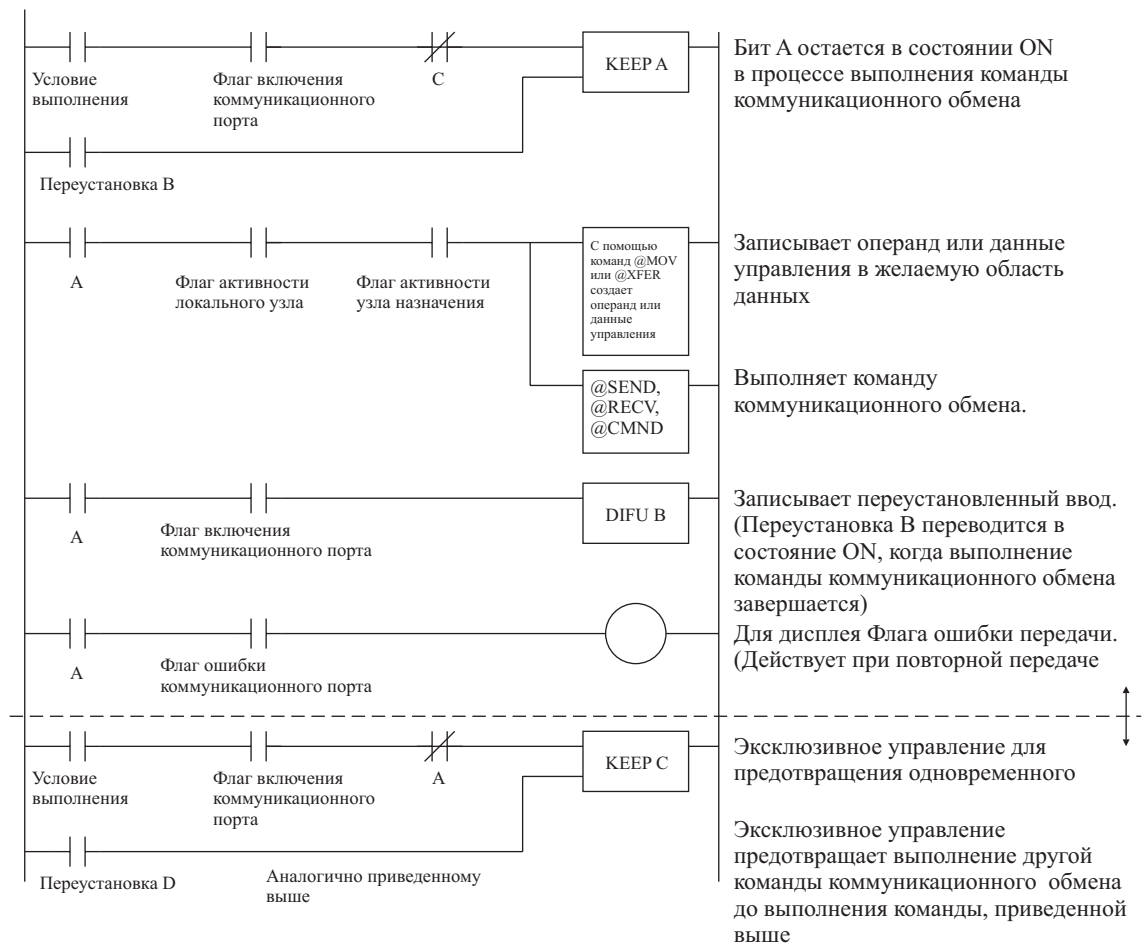 Условие
выполнения
Флаг включения
коммуникационного
порта
C
KEEP A
Бит A остается в состоянии ON
в процессе выполнения команды
коммуникационного обмена
Переустановка B
A
Флаг активности
локального узла
Флаг активности
узла назначения
С помощью
команд @MOV
или @XFER
создает
операнд или
данные
управления
Записывает операнд или данные
управления в желаемую область
данных
@SEND,
@RECV,
@CMND
Выполняет команду
коммуникационного обмена.
A
Флаг включения
коммуникационного порта
DIFU B
Записывает переустановленный ввод.
(Переустановка B переводится в
состояние ON, когда выполнение
команды коммуникационного обмена
завершается)
A
Флаг ошибки
коммуникационного порта
Для дисплея Флага ошибки передачи.
(Действует при повторной передаче
Условие
выполнения
Флаг включения
коммуникационного
порта
A
KEEP C
Эксклюзивное управление для
предотвращения одновременного
Переустановка D
Аналогично приведенному
выше
Эксклюзивное управление
предотвращает выполнение другой
команды коммуникационного обмена
до выполнения команды, приведенной
выше